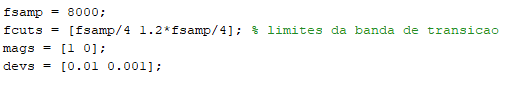 fsamp = 8000;
fcuts = [fsamp/4 1.2*fsamp/4]; % limites da banda de transicao
mags = [1 0];
devs = [0.01 0.001];